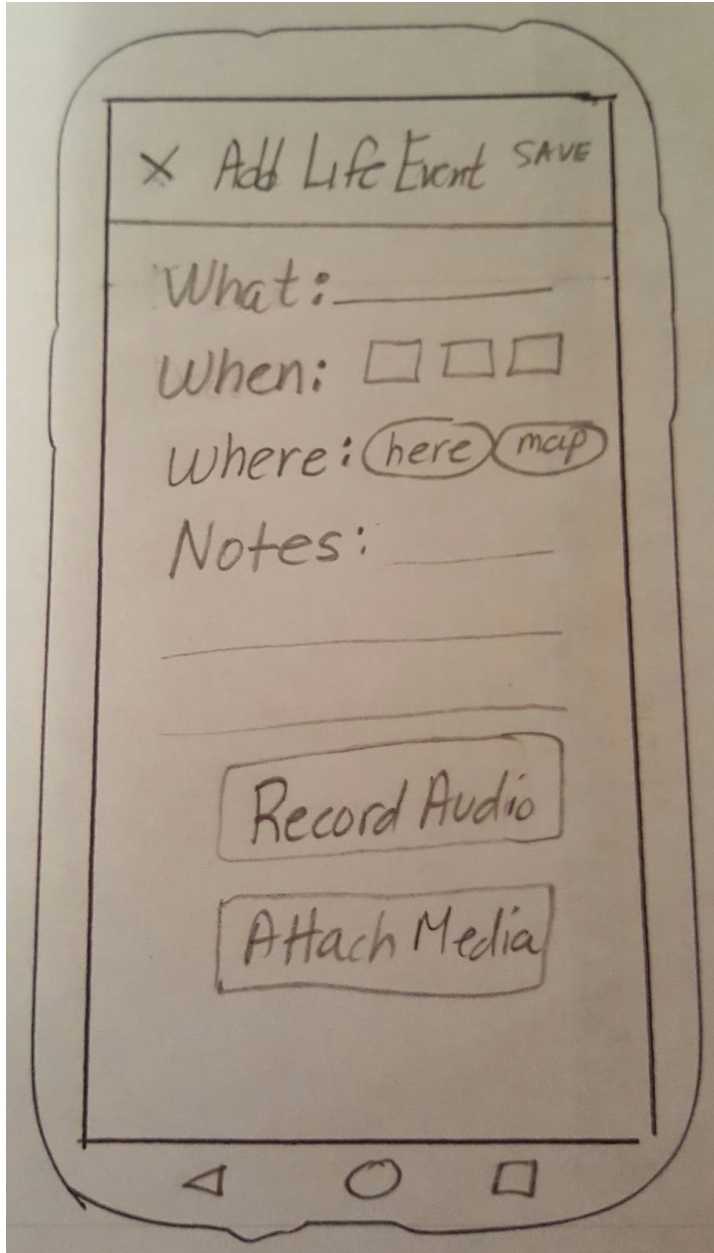 X Add Life Event SAVE
What:
When:
Where: here map
Notes:
Record Audio
Attach Media